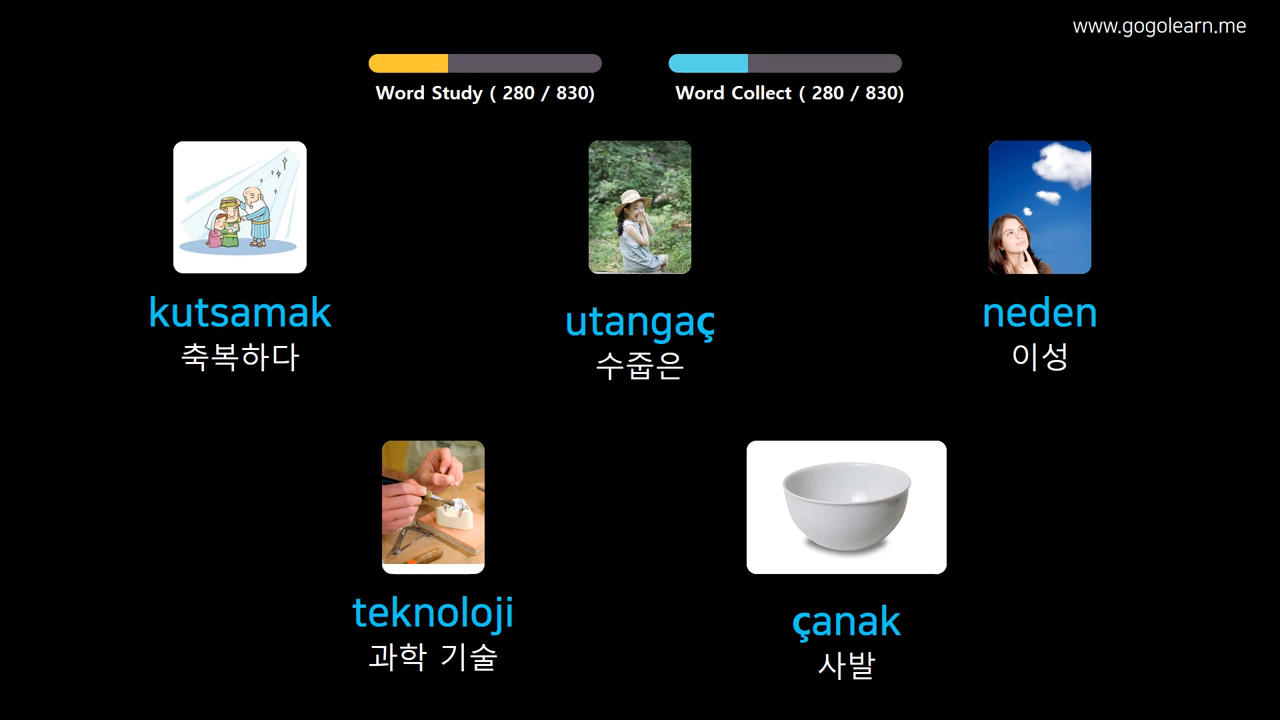 www.gogolearn.me
Word Study ( 280 / 830)
Word Collect ( 280 / 830)
kutsamak
축복하다
utangaç
수줍은
neden
이성
teknoloji
과학 기술
çanak
사발